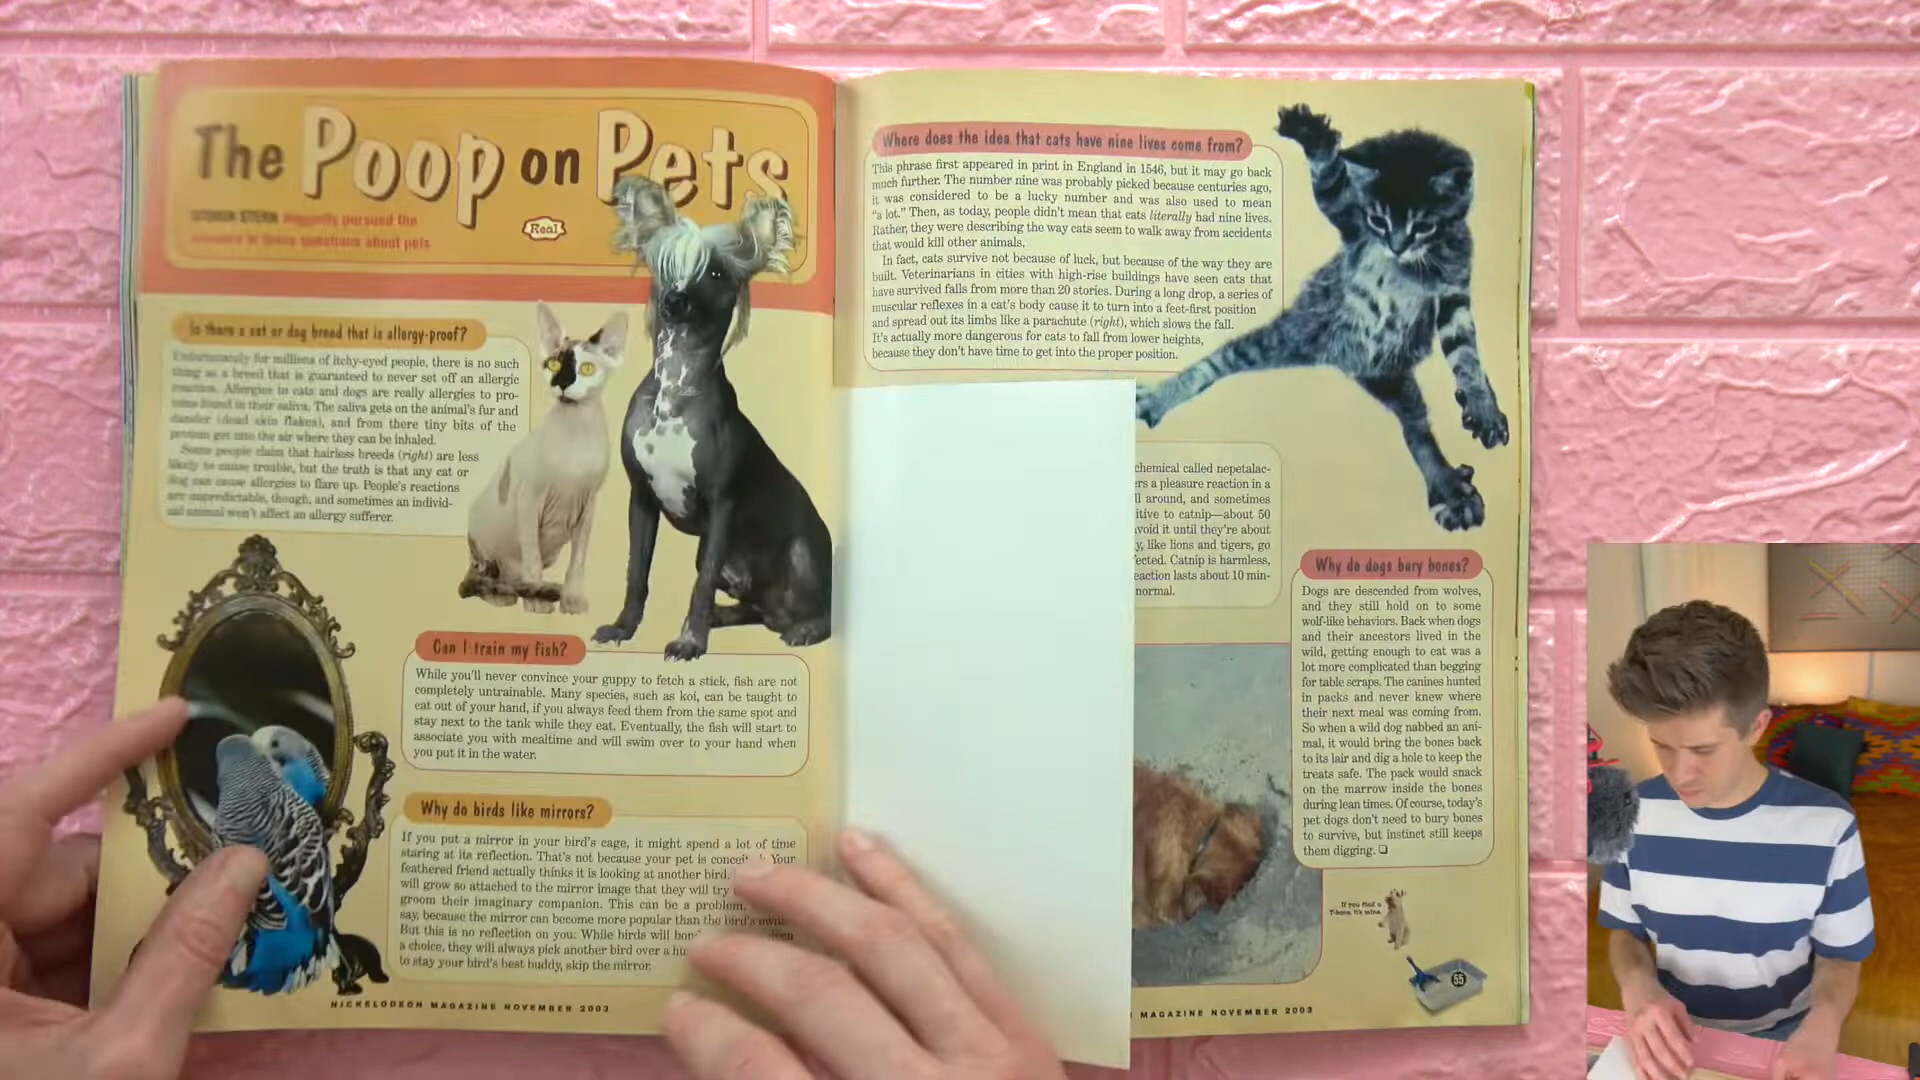 The Poop on Pets
STERN doggedly pursued the
answers to these questions about pets.
Real
Is there a cat or dog breed that is allergy-proof?
Unfortunately for millions of itchy-eyed people, there is no such
thing as a breed that is guaranteed to never set off an allergic
reaction. Allergies to cats and dogs are really allergies to pro-
teins found in their saliva. The saliva gets on the animal's fur and
dander (dead skin flakes), and from there tiny bits of the
protein get into the air where they can be inhaled.
Some people claim that hairless breeds (right) are less
likely to cause trouble, but the truth is that any cat or
dog can cause allergies to flare up. People's reactions
are unpredictable, though, and sometimes an individ-
ual animal won't affect an allergy sufferer.
Can I train my fish?
While you'll never convince your guppy to fetch a stick, fish are not
completely untrainable. Many species, such as koi, can be taught to
eat out of your hand, if you always feed them from the same spot and
stay next to the tank while they eat. Eventually, the fish will start to
associate you with mealtime and will swim over to your hand when
you put it in the water.
Why do birds like mirrors?
If you put a mirror in your bird's cage, it might spend a lot of time
staring at its reflection. That's not because your pet is Your
feathered friend actually thinks it is looking at another bird.
will grow so attached to the mirror image that they will try
groom their imaginary companion. This can be a problem,
say, because the mirror can become more popular than the bird's
But this is no reflection on you: While birds will
a choice, they will always pick another bird over a
to stay your bird's best buddy, skip the mirror.
NICKELODEON MAGAZINE NOVEMBER 2003
Where does the idea that cats have nine lives come from?
This phrase first appeared in print in England in 1546, but it may go back
much further. The number nine was probably picked because centuries ago,
it was considered to be a lucky number and was also used to mean
"a lot." Then, as today, people didn't mean that cats literally had nine lives.
Rather, they were describing the way cats seem to walk away from accidents
that would kill other animals.
In fact, cats survive not because of luck, but because of the way they are
built. Veterinarians in cities with high-rise buildings have seen cats that
have survived falls from more than 20 stories. During a long drop, a series of
muscular reflexes in a cat's body cause it to turn into a feet-first position
and spread out its limbs like a parachute (right), which slows the fall.
It's actually more dangerous for cats to fall from lower heights,
because they don't have time to get into the proper position.
chemical called nepetalac-
rs a pleasure reaction in a
ll around, and sometimes
itive to catnip—about 50
void it until they're about
y, like lions and tigers, go
ected. Catnip is harmless,
eaction lasts about 10 min-
normal.
Why do dogs bury bones?
Dogs are descended from wolves,
and they still hold on to some
wolf-like behaviors. Back when dogs
and their ancestors lived in the
wild, getting enough to eat was a
lot more complicated than begging
for table scraps. The canines hunted
in packs and never knew where
their next meal was coming from.
So when a wild dog nabbed an ani-
mal, it would bring the bones back
to its lair and dig a hole to keep the
treats safe. The pack would snack
on the marrow inside the bones
during lean times. Of course, today's
pet dogs don't need to bury bones
to survive, but instinct still keeps
them digging. ❏
If you find a
T-bone, it's mine.
65
MAGAZINE NOVEMBER 2003